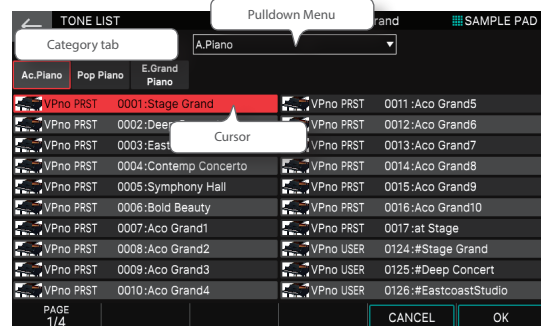 TONE LIST
Pulldown Menu
rand
SAMPLE PAD
Category tab
A.Piano
Ac.Piano Pop Piano E.Grand
Piano
VPno PRST 0001:Stage Grand
VPno PRST 0011:Aco Grand5
VPno PRST 0002:Deep
VPno PRST 0012:Aco Grand6
Cursor
VPno PRST 0003:East
VPno PRST 0013:Aco Grand7
VPno PRST 0004:Contemp Concerto
VPno PRST 0014:Aco Grand8
VPno PRST 0005:Symphony Hall
VPno PRST 0015:Aco Grand9
VPno PRST 0006:Bold Beauty
VPno PRST 0016:Aco Grand10
VPno PRST 0007:Aco Grand1
VPno PRST 0017:at Stage
VPno PRST 0008:Aco Grand2
VPno USER 0124:#Stage Grand
VPno PRST 0009:Aco Grand3
VPno USER 0125:#Deep Concert
VPno PRST 0010:Aco Grand4
VPno USER 0126:#EastcoastStudio
PAGE
1/4
CANCEL
OK